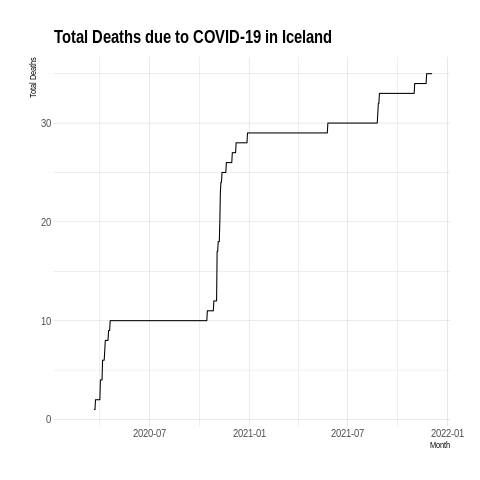 Total Deaths due to COVID-19 in Iceland
Total Deaths
30
20
10
0
2020-07
2021-01
2021-07
2022-01
Month